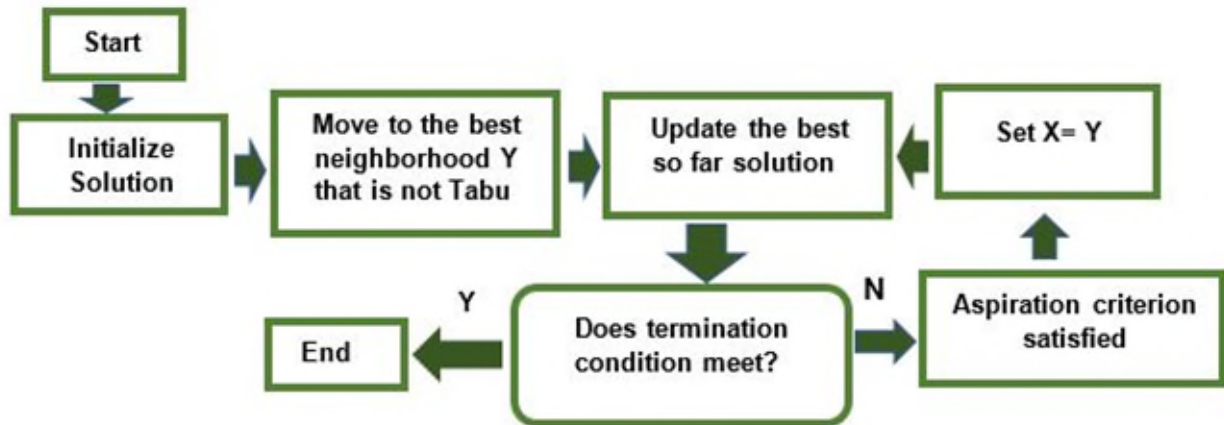 Start
Initialize
Solution
Move to the best
neighborhood Y
that is not Tabu
Update the best
so far solution
Set X= Y
Y
N
End
Does termination
condition meet?
Aspiration criterion
satisfied